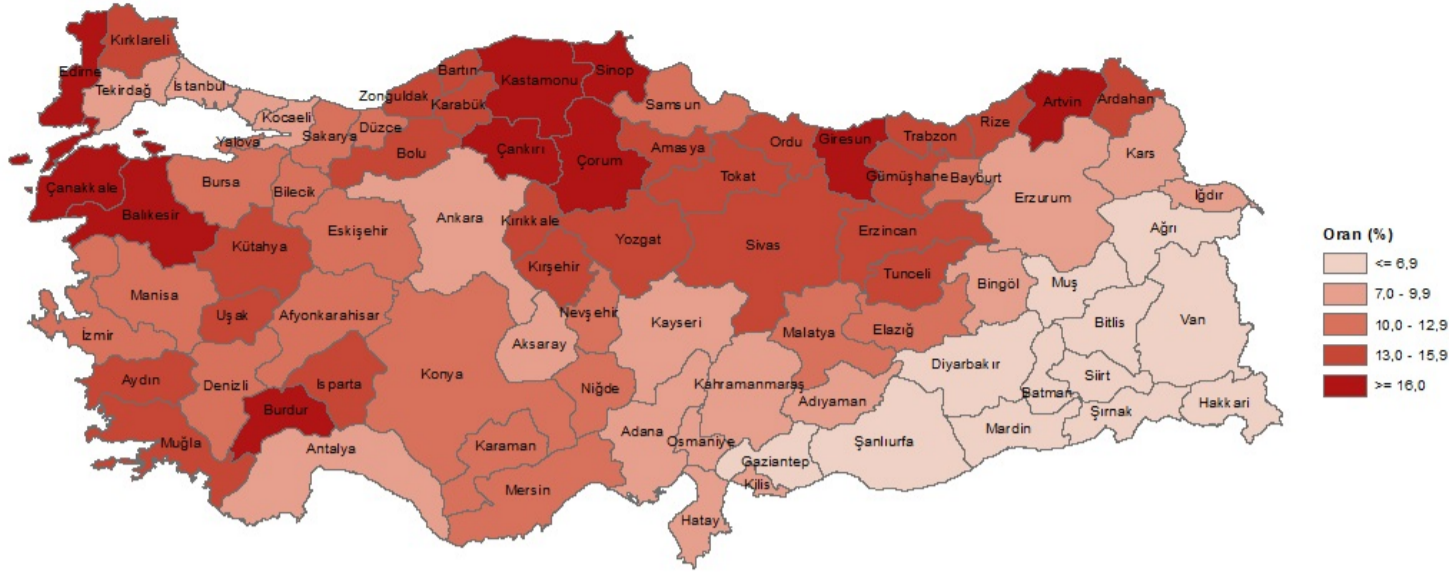 Kırklareli
Edirne
Tekirdağ
İstanbul
Kocaeli
Yalova
Sakarya
Düzce
Zonguldak
Bartın
Karabük
Kastamonu
Sinop
Samsun
Bolu
Çankırı
Çorum
Amasya
Ordu
Giresun
Trabzon
Rize
Artvin
Ardahan
Tokat
Gümüşhane
Bayburt
Kars
Iğdır
Erzurum
Ağrı
Çanakkale
Balıkesir
Bursa
Bilecik
Kütahya
Eskişehir
Ankara
Kırıkkale
Kırşehir
Yozgat
Sivas
Erzincan
Tunceli
Bingöl
Muş
Bitlis
Van
Manisa
İzmir
Uşak
Afyonkarahisar
Aksaray
Nevşehir
Kayseri
Malatya
Elazığ
Diyarbakır
Batman
Siirt
Şırnak
Hakkari
Aydın
Denizli
Isparta
Burdur
Konya
Niğde
Kahramanmaraş
Adıyaman
Şanlıurfa
Mardin
Muğla
Antalya
Karaman
Mersin
Adana
Osmaniye
Gaziantep
Kilis
Hatay
Oran (%)
<= 6,9
7,0 - 9,9
10,0 - 12,9
13,0 - 15,9
>= 16,0